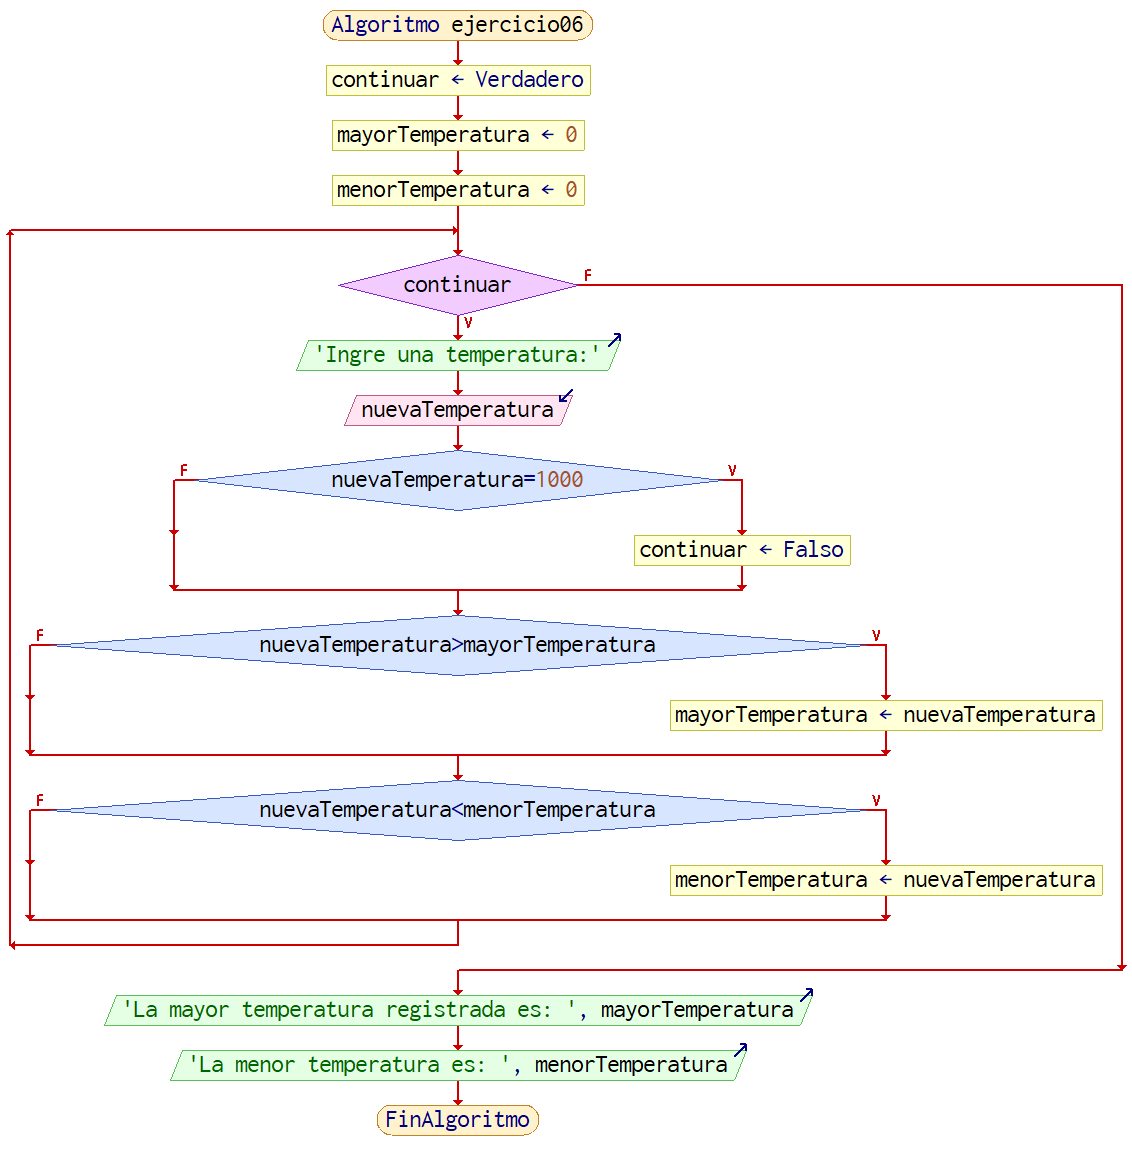 Algoritmo ejercicio06
continuar ← Verdadero
mayorTemperatura ← 0
menorTemperatura ← 0
continuar
F
V
'Ingre una temperatura:'
nuevaTemperatura
F
nuevaTemperatura=1000
V
continuar ← Falso
F
nuevaTemperatura>mayorTemperatura
V
mayorTemperatura ← nuevaTemperatura
F
nuevaTemperatura<menorTemperatura
V
menorTemperatura ← nuevaTemperatura
'La mayor temperatura registrada es: ', mayorTemperatura
'La menor temperatura es: ', menorTemperatura
FinAlgoritmo